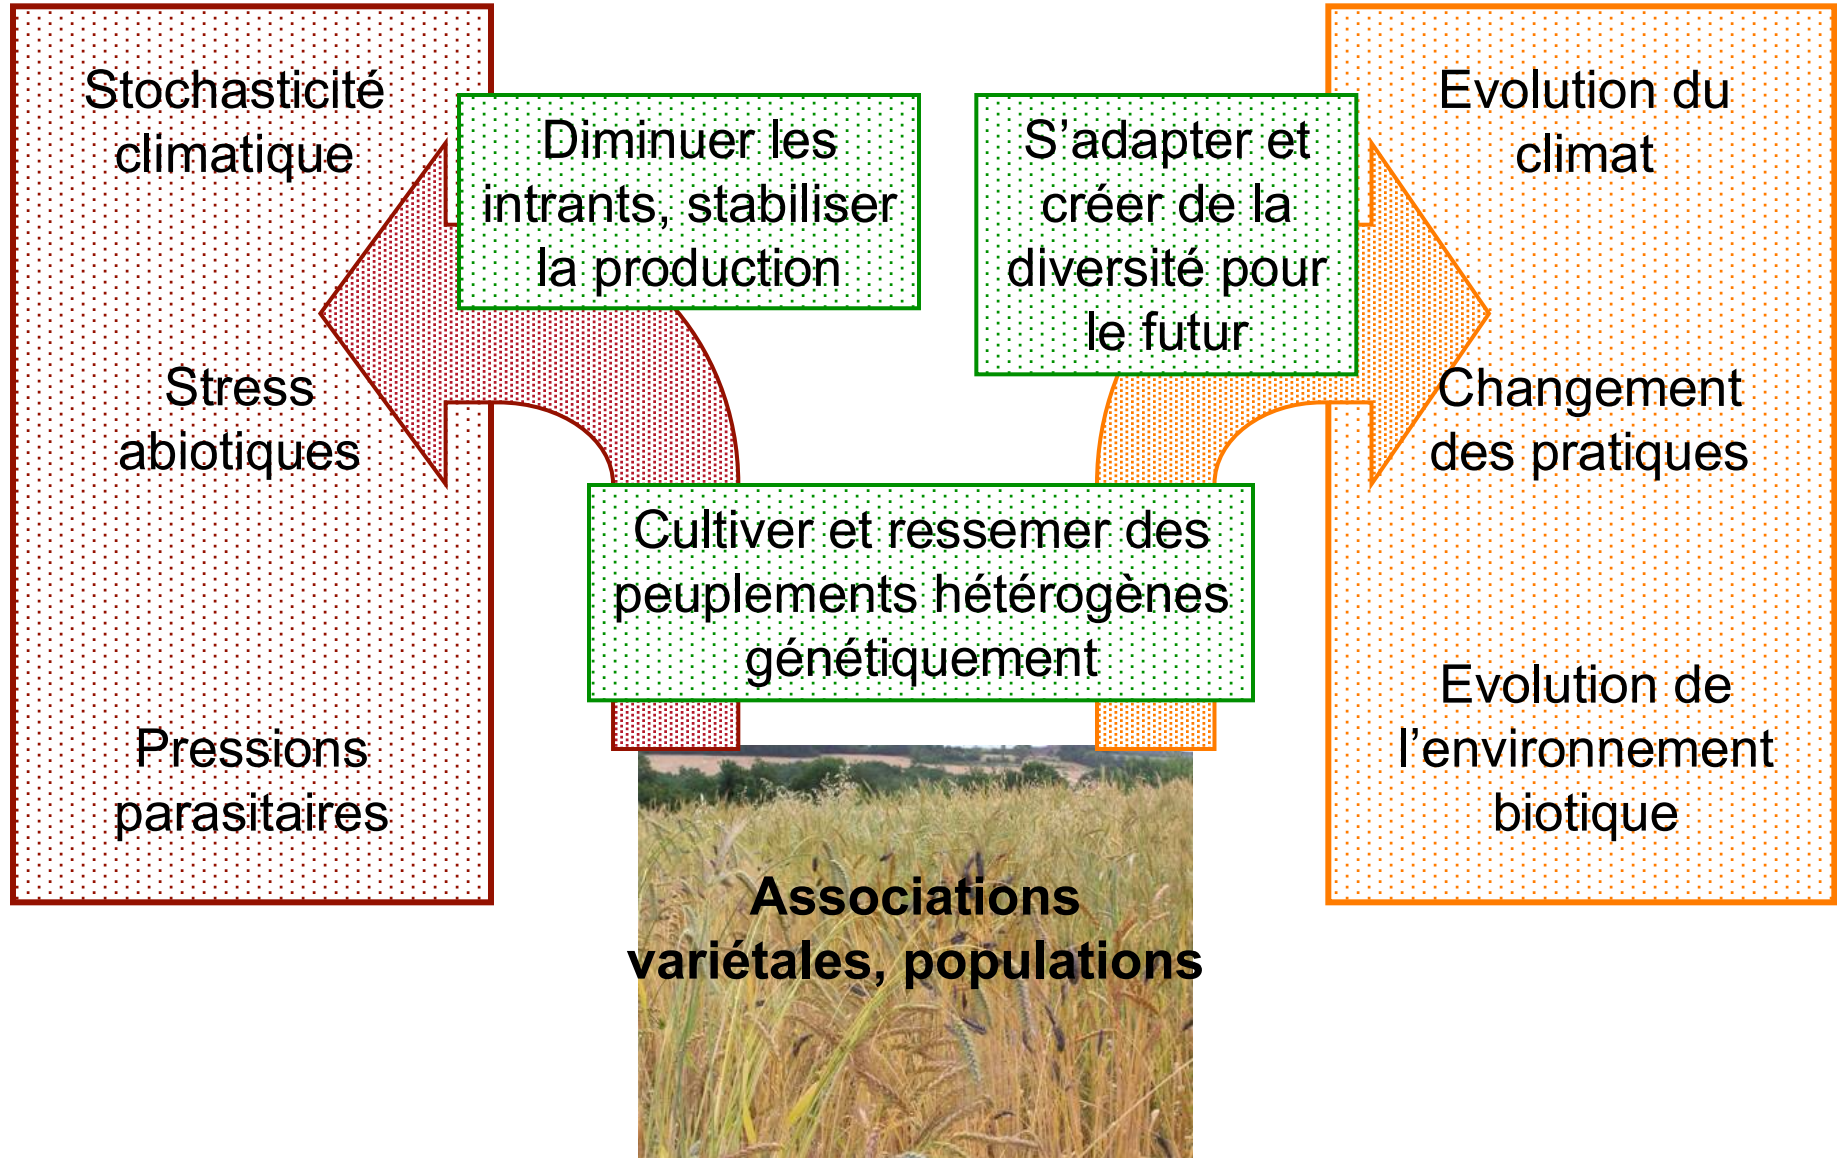 Stochasticité
climatique
Stress
abiotiques
Pressions
parasitaires
Diminuer les
intrants, stabiliser
la production
S’adapter et
créer de la
diversité pour
le futur
Evolution du
climat
Changement
des pratiques
Evolution de
l’environnement
biotique
Cultiver et ressemer des
peuplements hétérogènes
génétiquement
Associations
variétales, populations